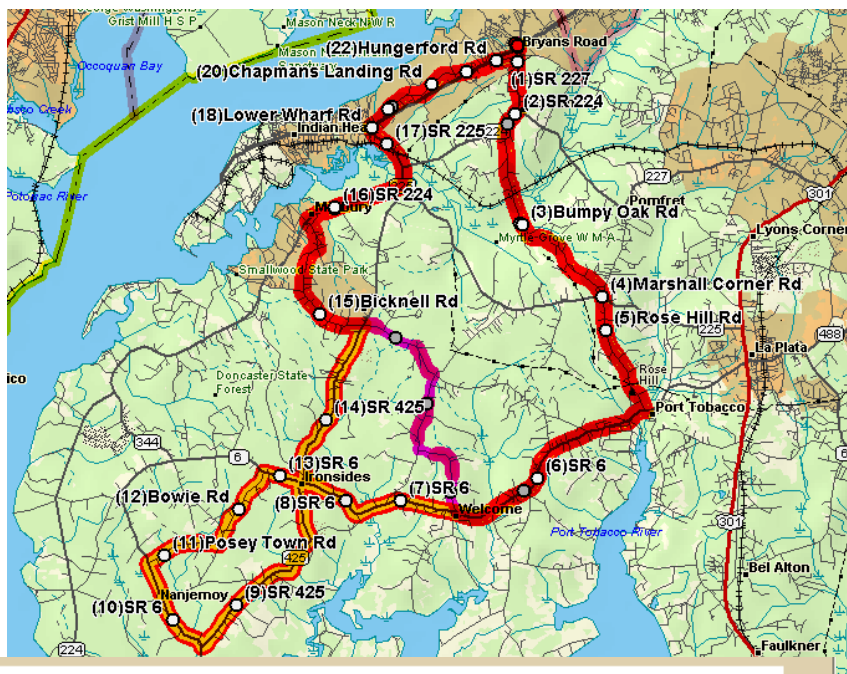 Grist Mill H S P
Mason Neck N W R
Occoquan Bay
Mason Neck
(22)Hungerford Rd
Bryans Road
(20)Chapmans Landing Rd
(1)SR 227
(2)SR 224
(18)Lower Wharf Rd
Indian Hea
(17)SR 225
Potomac River
227
301
(16)SR 224
Pomfret
(3)Bumpy Oak Rd
Myrtle Grove W M A
Lyons Corner
Smallwood State Park
(4)Marshall Corner Rd
(15)Bicknell Rd
(5)Rose Hill Rd
225
488
La Plata
ico
Doncaster State
Forest
Rose
Hill
(14)SR 425
Port Tobacco
344
6
6
(13)SR 6
Ironsides
(6)SR 6
(12)Bowie Rd
(8)SR 6
(7)SR 6
Welcome
301
Port Tobacco River
(11)Posey Town Rd
425
Bel Alton
Nanjemoy
(9)SR 425
(10)SR 6
224
Faulkner